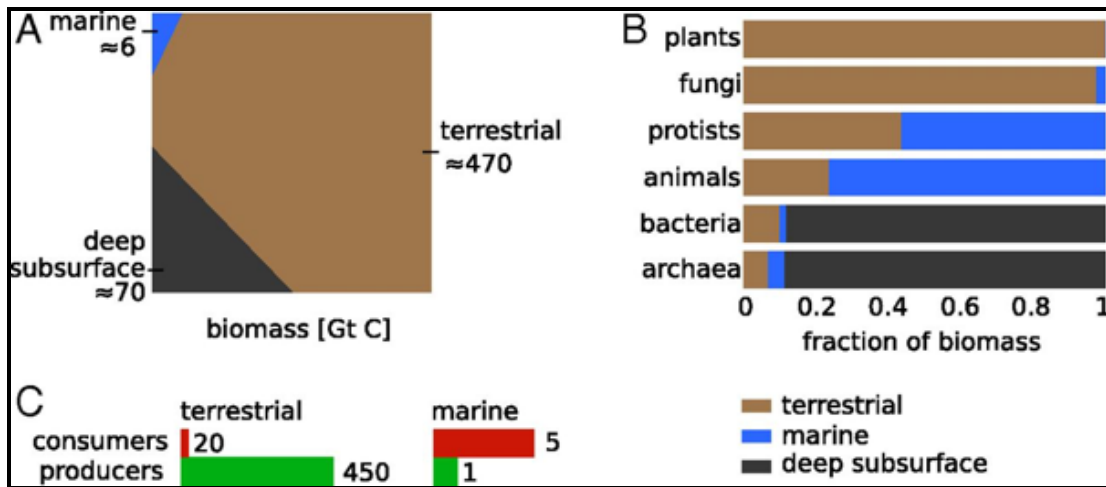 A
marine
≈6
terrestrial
≈470
deep
subsurface
≈70
biomass [Gt C]
B
plants
fungi
protists
animals
bacteria
archaea
0 0.2 0.4 0.6 0.8 1
fraction of biomass
terrestrial
marine
deep subsurface
C
terrestrial marine
consumers 20 5
producers 450 1